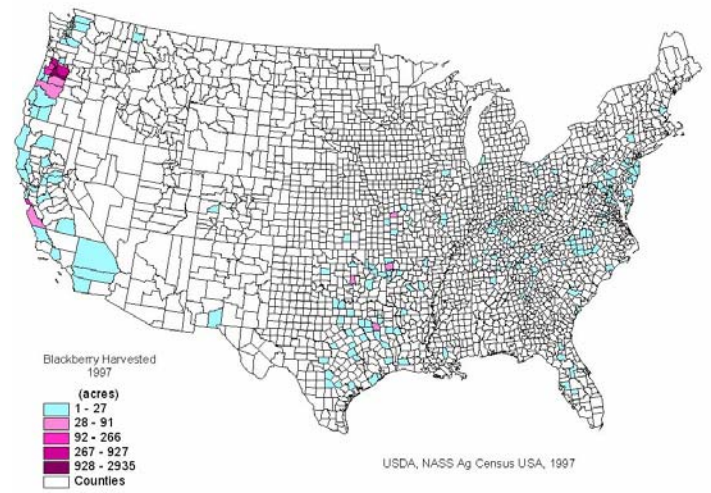 Blackberry Harvested
1997
(acres)
1 - 27
28 - 91
92 - 266
267 - 927
928 - 2935
Counties
USDA, NASS Ag Census USA, 1997